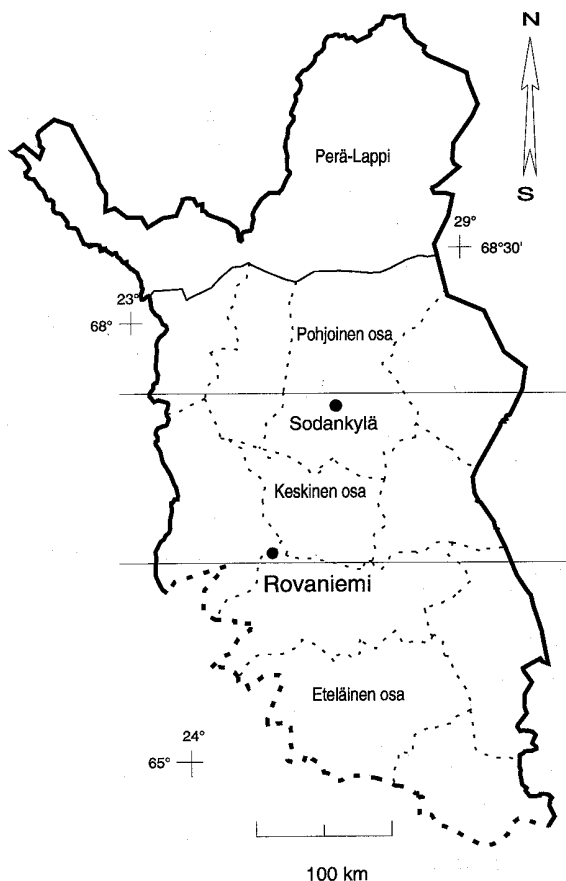 N
Perä-Lappi
S
29°
68°30'
23°
68°
Pohjoinen osa
Sodankylä
Keskinen osa
Rovaniemi
Eteläinen osa
24°
65°
100 km